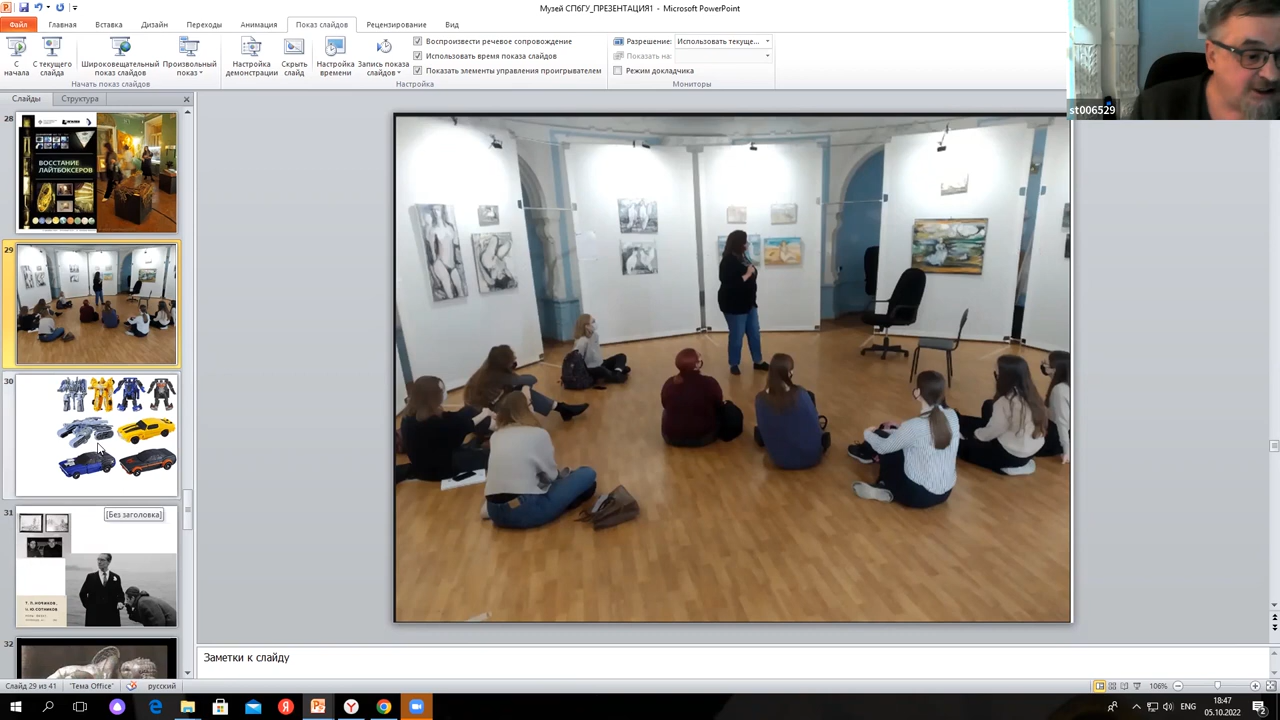 Музей СПбГУ_ПРЕЗЕНТАЦИЯ1 - Microsoft PowerPoint
Файл Главная Вставка Дизайн Переходы Анимация Показ слайдов Рецензирование Вид
С начала
С текущего слайда
Широковещательный показ слайдов
Произвольный показ
Начать показ слайдов
Настройка демонстрации
Скрыть слайд
Настройка времени
Запись показа слайдов
Воспроизвести речевое сопровождение
Использовать время показа слайдов
Показать элементы управления проигрывателем
Настройка
Разрешение: Использовать текуще...
Показать на:
Режим докладчика
Мониторы
st006529
Слайды Структура
28
ВОССТАНИЕ
ЛАЙТБОКСЕРОВ
29
30
[Без заголовка]
31
32
Заметки к слайду
Слайд 29 из 41 "Тема Office" русский 106%
ENG 18:47
05.10.2022